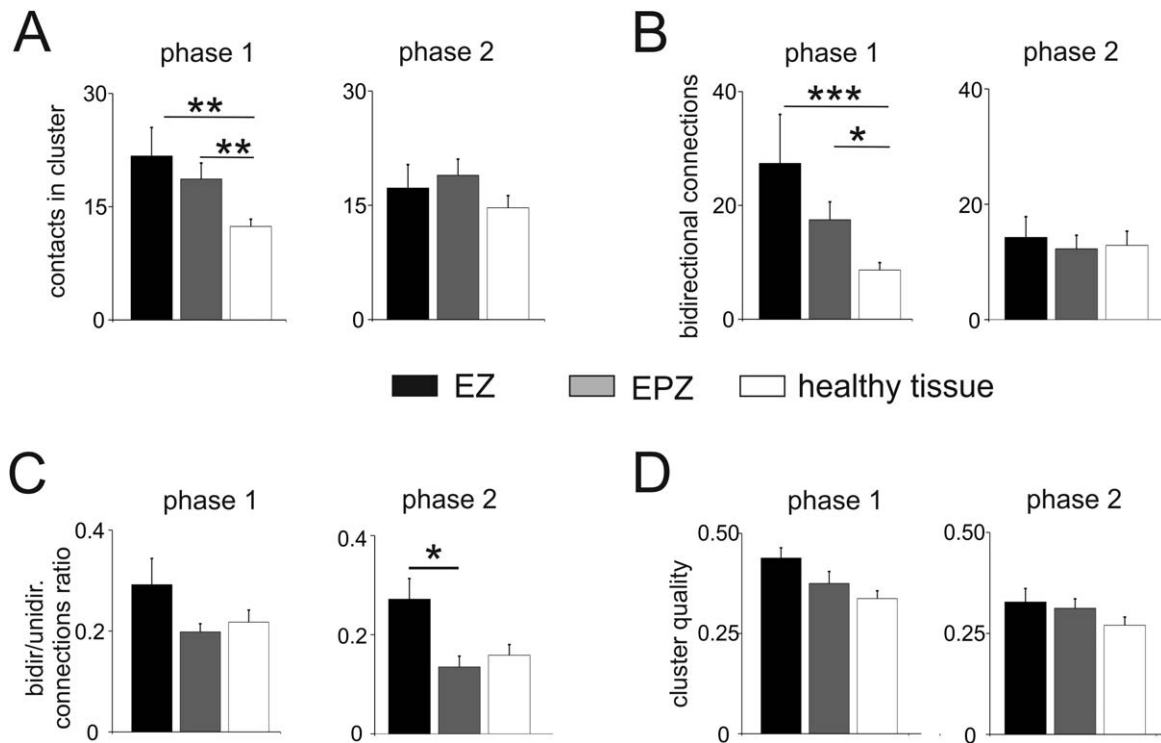 A
phase 1
phase 2
contacts in cluster
30
15
0
**
**
30
15
0
B
phase 1
phase 2
bidirectional connections
40
20
0
***
*
40
20
0
EZ
EPZ
healthy tissue
C
phase 1
phase 2
bidir/unidir.
connections ratio
0.4
0.2
0
0.4
0.2
0
*
D
phase 1
phase 2
cluster quality
0.50
0.25
0
0.50
0.25
0